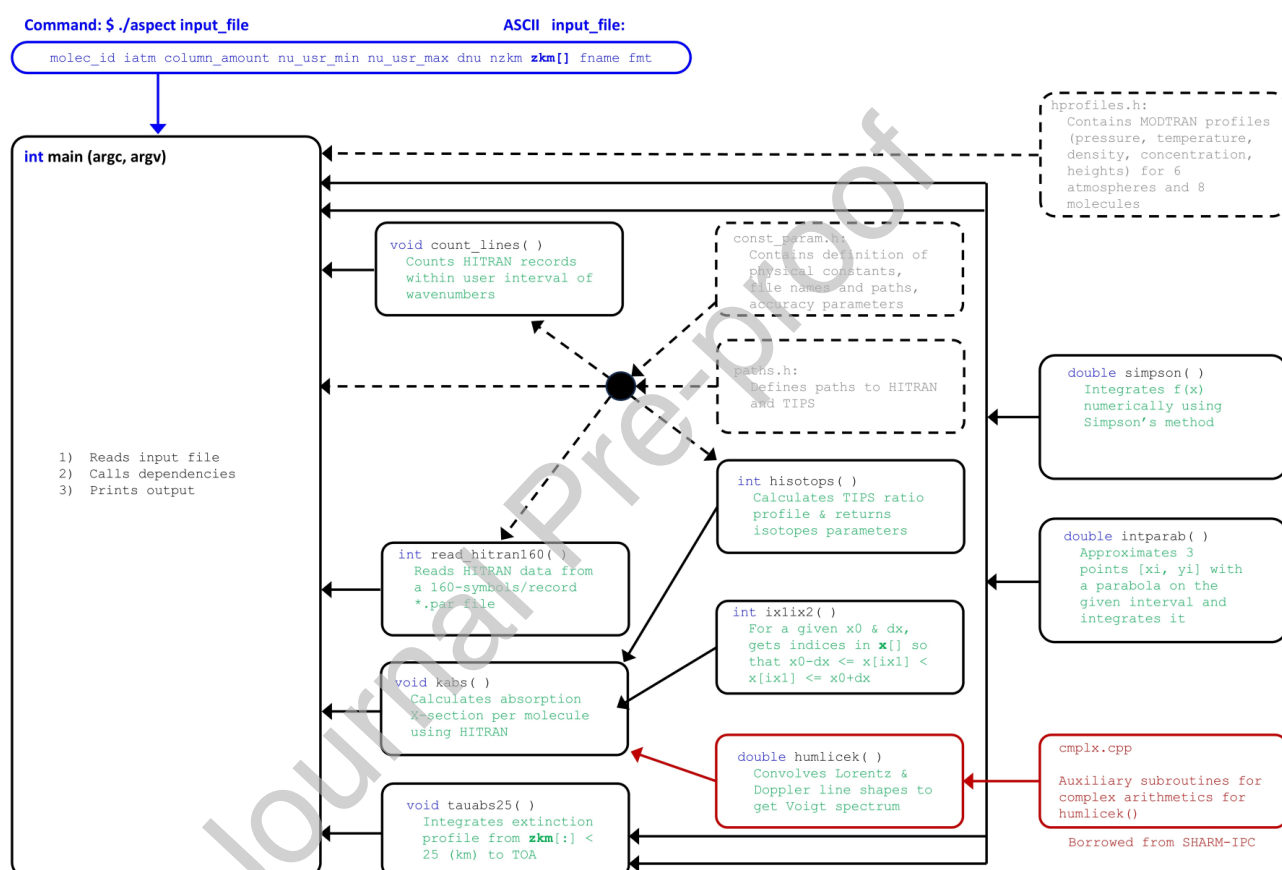 Command: $ ./aspect input_file
ASCII input_file:
molec_id iatm column_amount nu_usr_min nu_usr_max dnu nzkm zkm[] fname fmt
hprofiles.h:
Contains MODTRAN profiles
(pressure, temperature,
density, concentration,
heights) for 6
atmospheres and 8
molecules
int main (argc, argv)
1) Reads input file
2) Calls dependencies
3) Prints output
void count_lines( )
Counts HITRAN records
within user interval of
wavenumbers
const_param.h:
Contains definition of
physical constants,
file names and paths,
accuracy parameters
paths.h:
Defines paths to HITRAN
and TIPS
double simpson( )
Integrates f(x)
numerically using
Simpson's method
int hisotops( )
Calculates TIPS ratio
profile & returns
isotopes parameters
double intparab( )
Approximates 3
points [xi, yi] with
a parabola on the
given interval and
integrates it
int read_hitran160( )
Reads HITRAN data from
a 160-symbols/record
*.par file
int ix1ix2( )
For a given x0 & dx,
gets indices in x[] so
that x0-dx <= x[ix1] <
x[ix1] <= x0+dx
void kabs( )
Calculates absorption
X-section per molecule
using HITRAN
double humlicek( )
Convolves Lorentz &
Doppler line shapes to
get Voigt spectrum
cmplx.cpp
Auxiliary subroutines for
complex arithmetics for
humlicek()
Borrowed from SHARM-IPC
void tauabs25( )
Integrates extinction
profile from zkm[:] <
25 (km) to TOA
Journal Pre-proof